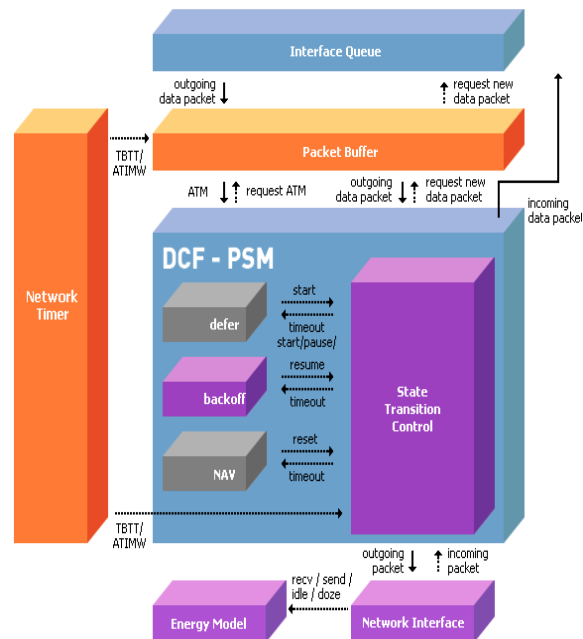 Interface Queue
outgoing
data packet
request new
data packet
Packet Buffer
TBTT/
ATIMW
ATM
request ATM
outgoing
data packet
request new
data packet
incoming
data packet
DCF - PSM
Network
Timer
defer
start
timeout
start/pause/
backoff
resume
timeout
State
Transition
Control
NAV
reset
timeout
TBTT/
ATIMW
outgoing
packet
incoming
packet
recv / send /
idle / doze
Energy Model
Network Interface